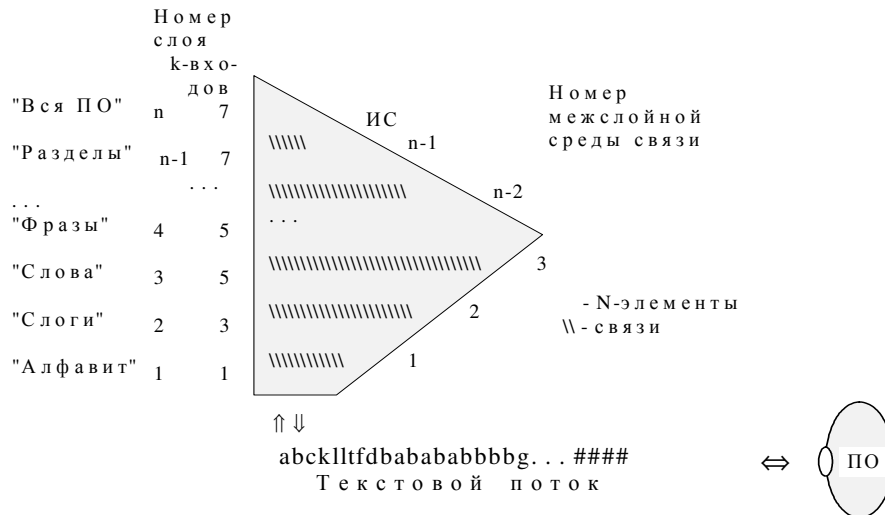 Номер
слоя
k-вхо-
дов
"Вся ПО" n 7
ИС
Номер
межслойной
среды связи
\\\\\\ n-1
"Разделы" n-1 7
. . .
\\\\\\\\\\\\\\\\\\\\ n-2
. . .
. . .
"Фразы" 4 5
\\\\\\\\\\\\\\\\\\\\\\\\\\\\\\\ 3
"Слова" 3 5
- N-элементы
\\\\\\\\\\\\\\\\\\\\\ 2
"Слоги" 2 3
\\ - связи
\\\\\\\\\\\ 1
"Алфавит" 1 1
⇑ ⇓
abcklltfdbabababbbbg. . . ####
⇔ ПО
Текстовой поток